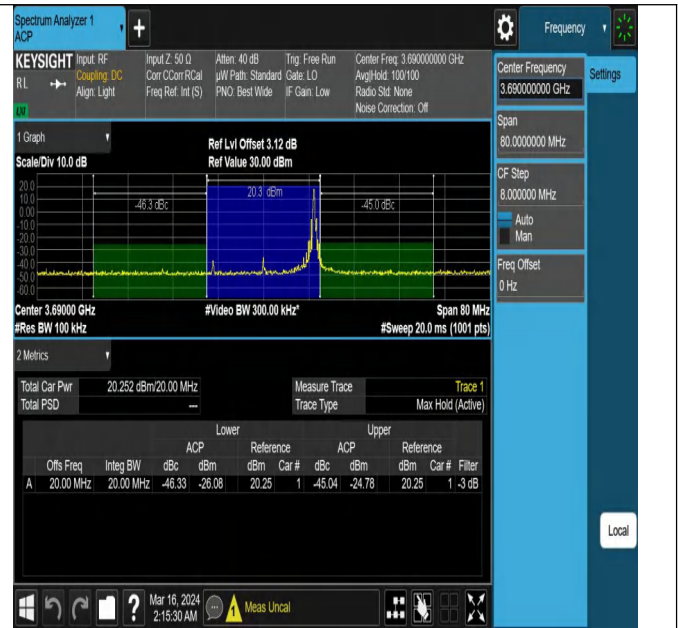 Spectrum Analyzer 1
ACP
Frequency
KEYSIGHT Input: RF
RL
Coupling: DC
Align: Light
LXI
Input Z: 50 Ω
Corr CCorr RCal
Freq Ref: Int (S)
Atten: 40 dB
µW Path: Standard
PNO: Best Wide
Trig: Free Run
Gate: LO
IF Gain: Low
Center Freq: 3.690000000 GHz
Avg|Hold: 100/100
Radio Std: None
Noise Correction: Off
Center Frequency
3.690000000 GHz
Settings
Span
80.0000000 MHz
CF Step
8.000000 MHz
Auto
Man
Freq Offset
0 Hz
1 Graph
Scale/Div 10.0 dB
Ref Lvl Offset 3.12 dB
Ref Value 30.00 dBm
20.0
10.0
0.00
-10.0
-20.0
-30.0
-40.0
-50.0
-60.0
-46.3 dBc
20.3 dBm
-45.0 dBc
Center 3.69000 GHz
#Video BW 300.00 kHz*
Span 80 MHz
#Res BW 100 kHz
#Sweep 20.0 ms (1001 pts)
2 Metrics
Total Car Pwr 20.252 dBm/20.00 MHz
Total PSD ---
Measure Trace Trace 1
Trace Type Max Hold (Active)
Lower Upper
ACP Reference ACP Reference
Offs Freq Integ BW dBc dBm dBm Car # dBc dBm dBm Car # Filter
A 20.00 MHz 20.00 MHz -46.33 -26.08 20.25 1 -45.04 -24.78 20.25 1 -3 dB
Local
?
Mar 16, 2024
2:15:30 AM
1
Meas Uncal